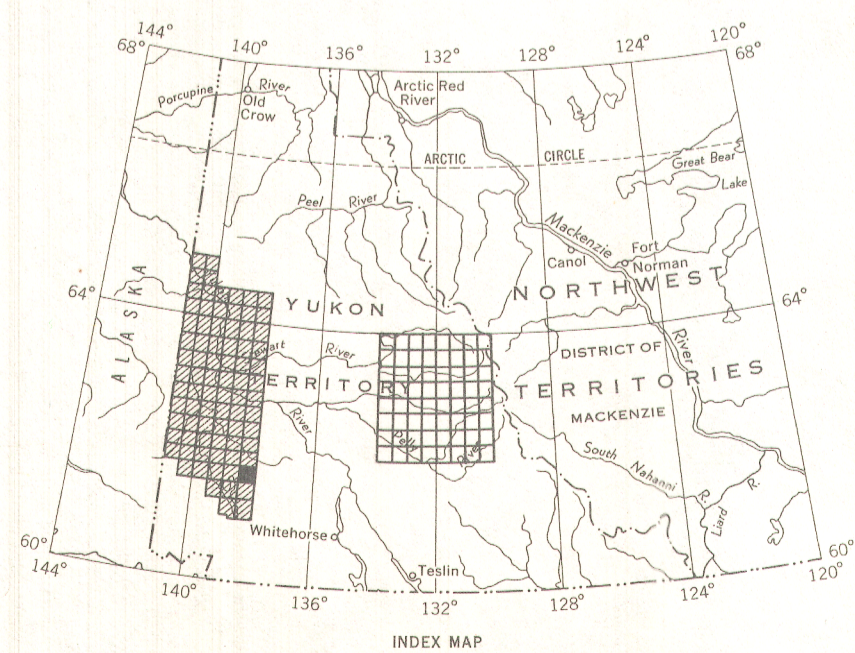 144°
68°
140°
136°
132°
128°
124°
120°
68°
Porcupine River
Old
Crow
Arctic Red
River
ARCTIC CIRCLE
Great Bear
Lake
Peel River
Mackenzie
Canol
Fort
Norman
64°
ALASKA
YUKON
NORTHWEST
64°
River
River
DISTRICT OF
ERRITORY
TERRITORIES
MACKENZIE
River
Pelly
River
South Nahanni
R.
R.
Liard
Whitehorse
Teslin
60°
144°
140°
136°
132°
128°
124°
60°
120°
INDEX MAP